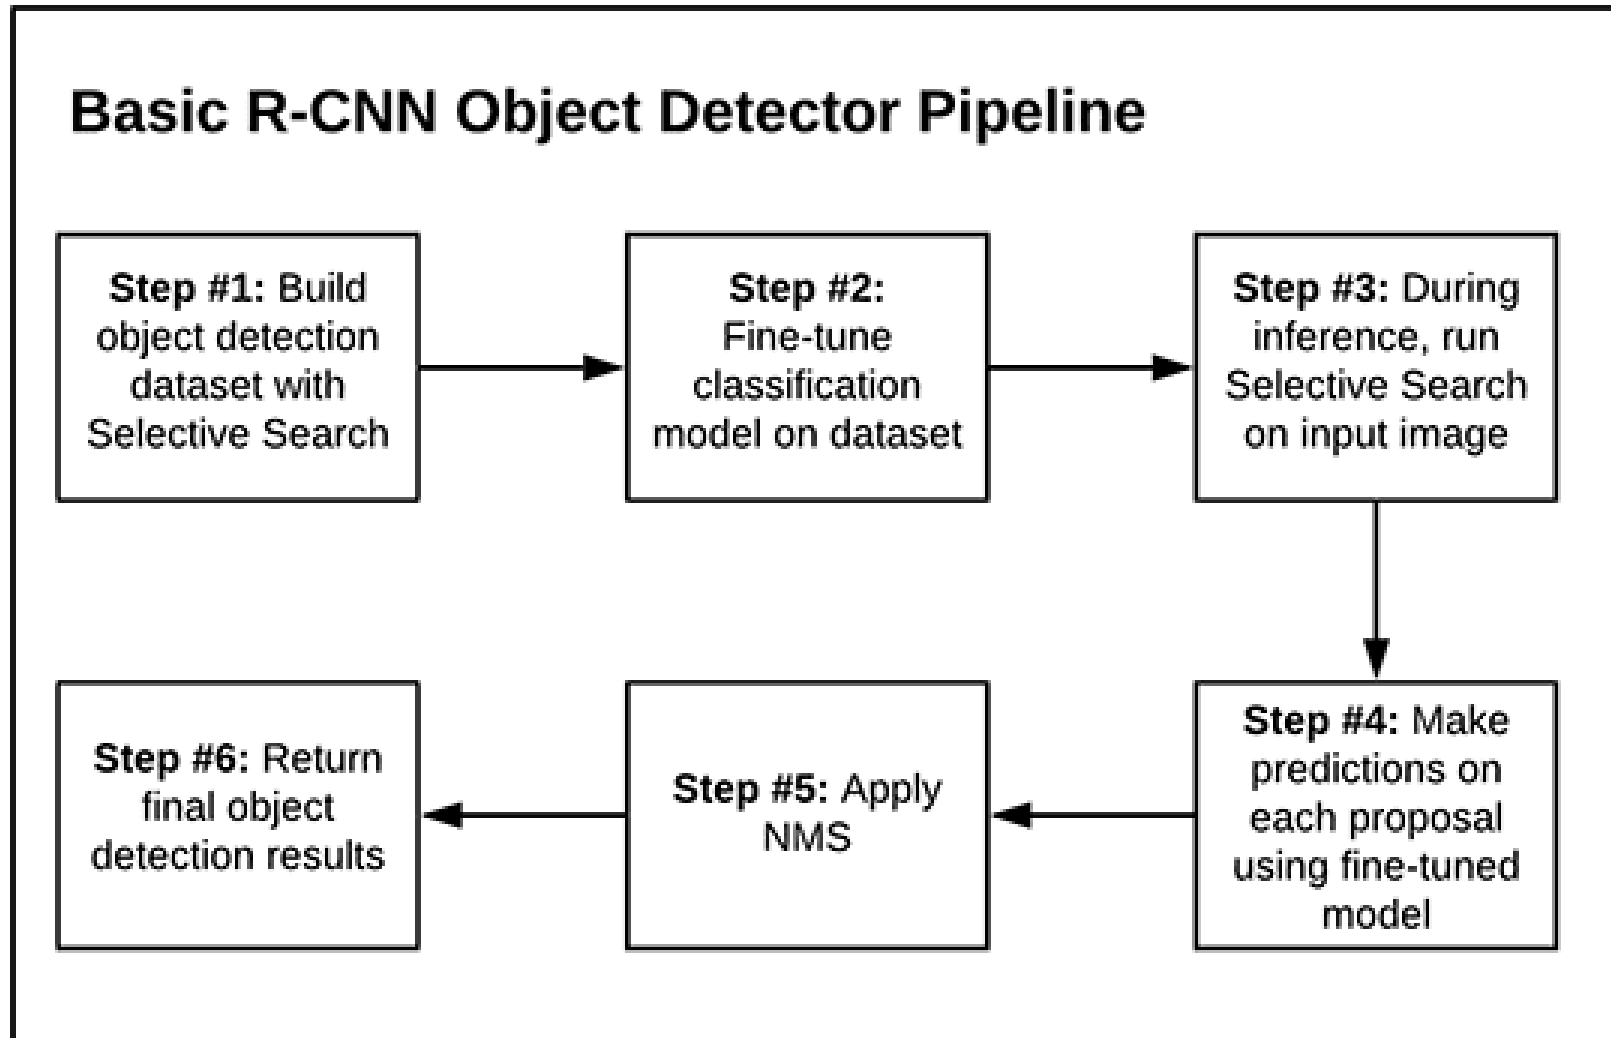 Basic R-CNN Object Detector Pipeline
Step #1: Build
object detection
dataset with
Selective Search
Step #2:
Fine-tune
classification
model on dataset
Step #3: During
inference, run
Selective Search
on input image
Step #4: Make
predictions on
each proposal
using fine-tuned
model
Step #5: Apply
NMS
Step #6: Return
final object
detection results